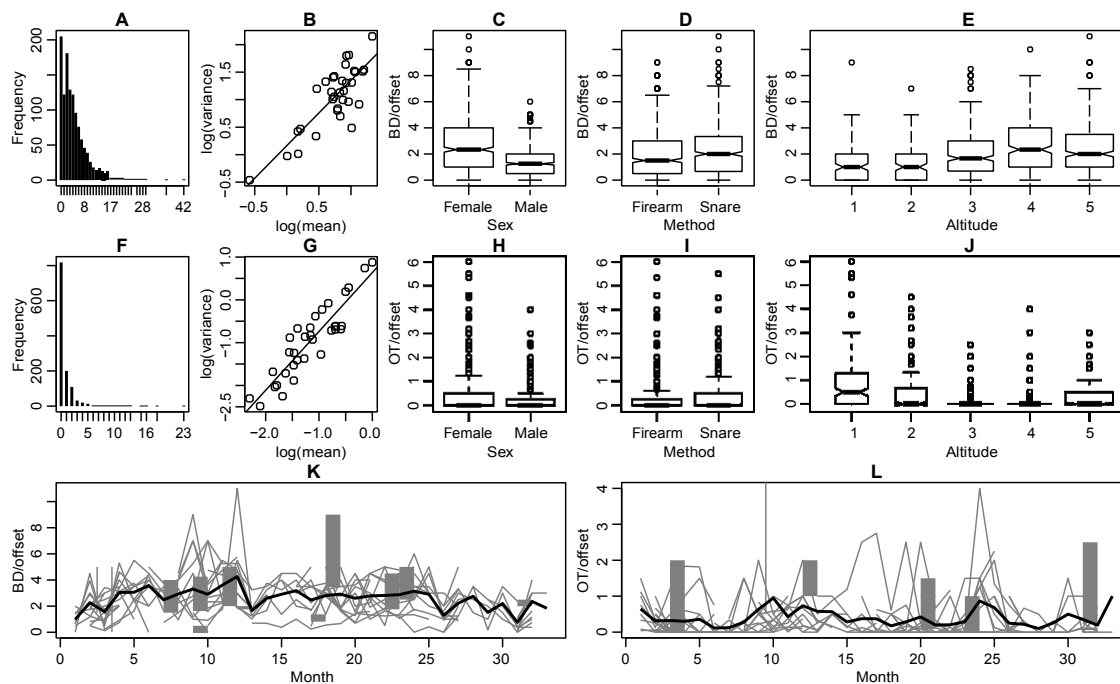 A B C D E
Frequency
200
150
100
50
0
0 8 17 28 42
log(variance)
1.5
0.5
−0.5
−0.5 0.5
log(mean)
BD/offset
8
6
4
2
0
Female Male
Sex
BD/offset
8
6
4
2
0
Firearm Snare
Method
BD/offset
8
6
4
2
0
1 2 3 4 5
Altitude
F G H I J
Frequency
600
200
0
0 5 10 16 23
log(variance)
1.0
0.0
−1.0
−2.5
−2.0 −1.0 0.0
log(mean)
OT/offset
6
5
4
3
2
1
0
Female Male
Sex
OT/offset
6
5
4
3
2
1
0
Firearm Snare
Method
OT/offset
6
5
4
3
2
1
0
1 2 3 4 5
Altitude
K L
BD/offset
8
6
4
2
0
0 5 10 15 20 25 30
Month
OT/offset
4
3
2
1
0
0 5 10 15 20 25 30
Month